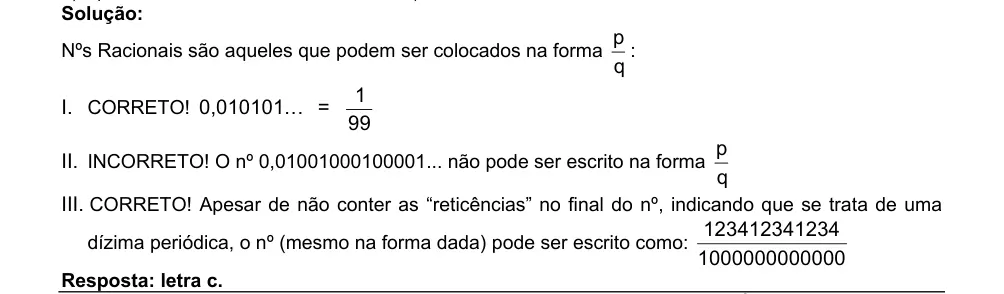 Solução:
Nºs Racionais são aqueles que podem ser colocados na forma p/q :
I. CORRETO! 0,010101... = 1/99
II. INCORRETO! O nº 0,01001000100001... não pode ser escrito na forma p/q
III. CORRETO! Apesar de não conter as “reticências” no final do nº, indicando que se trata de uma
dízima periódica, o nº (mesmo na forma dada) pode ser escrito como: 123412341234/1000000000000
Resposta: letra c.